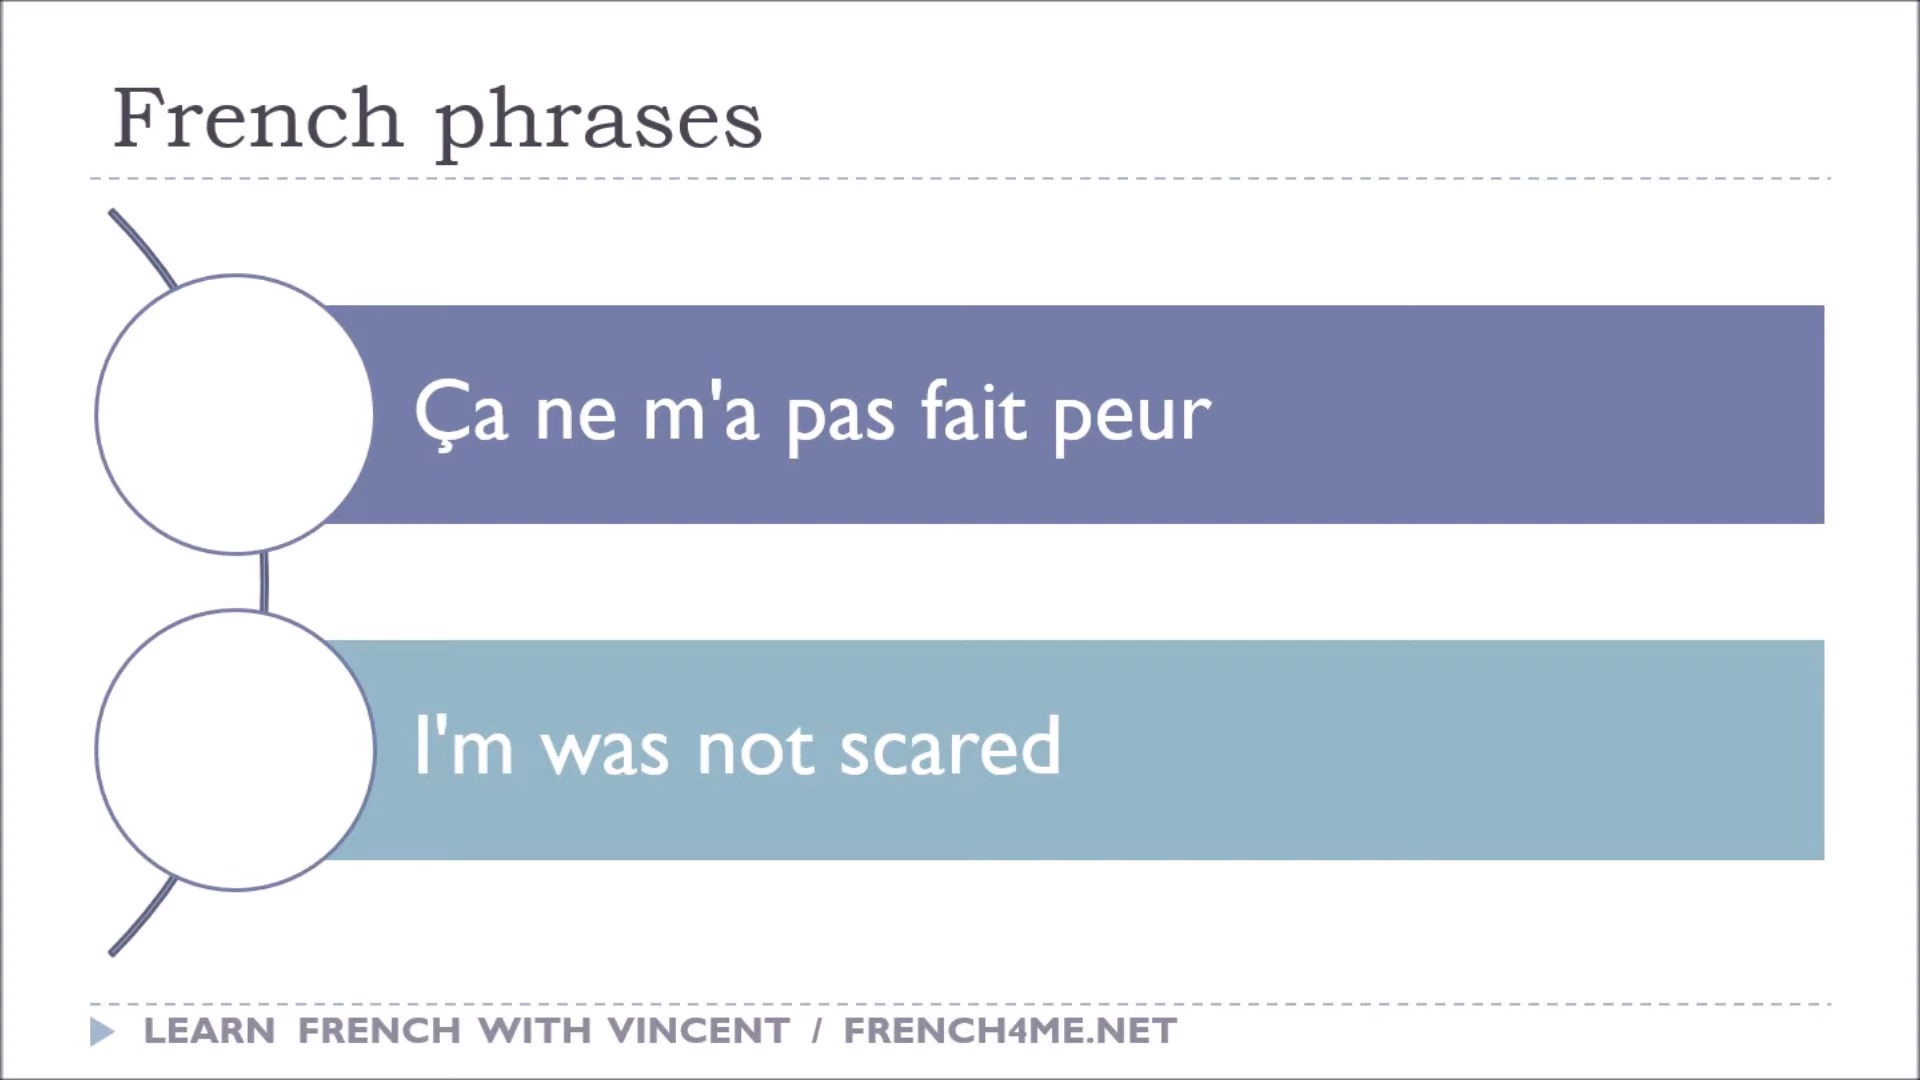 French phrases
Ça ne m'a pas fait peur
I'm was not scared
LEARN FRENCH WITH VINCENT / FRENCH4ME.NET